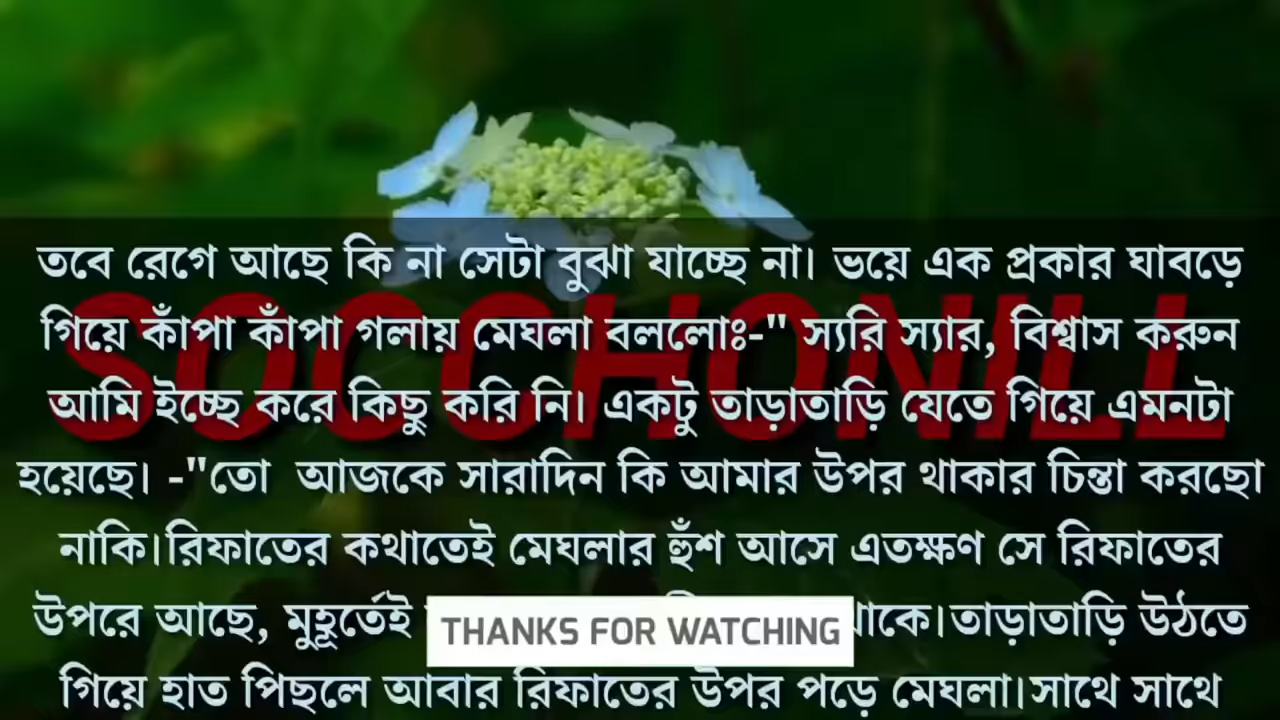 তবে রেগে আছে কি না সেটা বুঝা যাচ্ছে না। ভয়ে এক প্রকার ঘাবড়ে
গিয়ে কাঁপা কাঁপা গলায় মেঘলা বললোঃ-" স্যরি স্যার, বিশ্বাস করুন
SOCCHONILL
আমি ইচ্ছে করে কিছু করি নি। একটু তাড়াতাড়ি যেতে গিয়ে এমনটা
হয়েছে। -"তো  আজকে সারাদিন কি আমার উপর থাকার চিন্তা করছো
নাকি।রিফাতের কথাতেই মেঘলার হুঁশ আসে এতক্ষণ সে রিফাতের
উপরে আছে, মুহূর্তেই তাড়াতাড়ি উঠতে
THANKS FOR WATCHING
গিয়ে হাত পিছলে আবার রিফাতের উপর পড়ে মেঘলা।সাথে সাথে